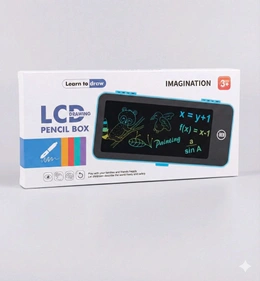 Learn to draw
IMAGINATION
3+
LCD
DRAWING
PENCIL BOX
x = y+1
f(x) = x-1
Painting
a
sin A